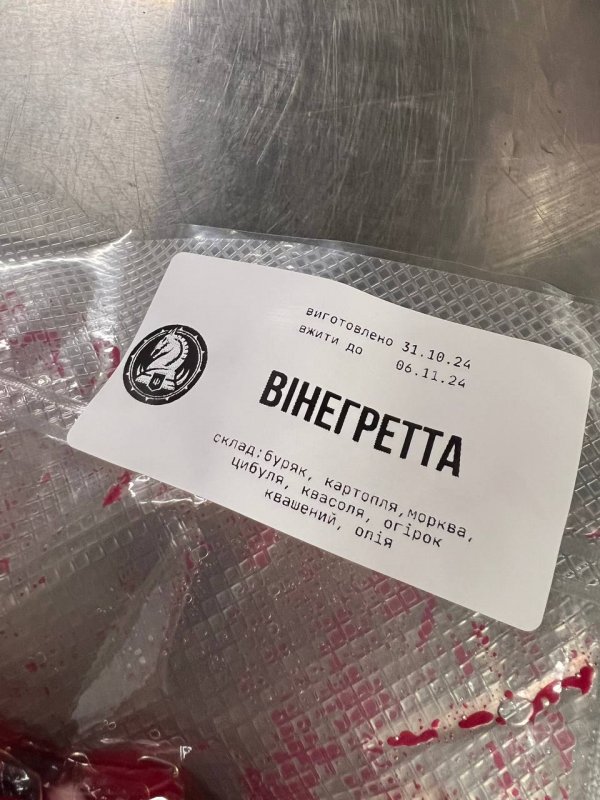 виготовлено 31.10.24
вжити до 06.11.24
ВІНЕГРЕТТА
склад:буряк, картопля,морква,
цибуля, квасоля, огірок
квашений, олія